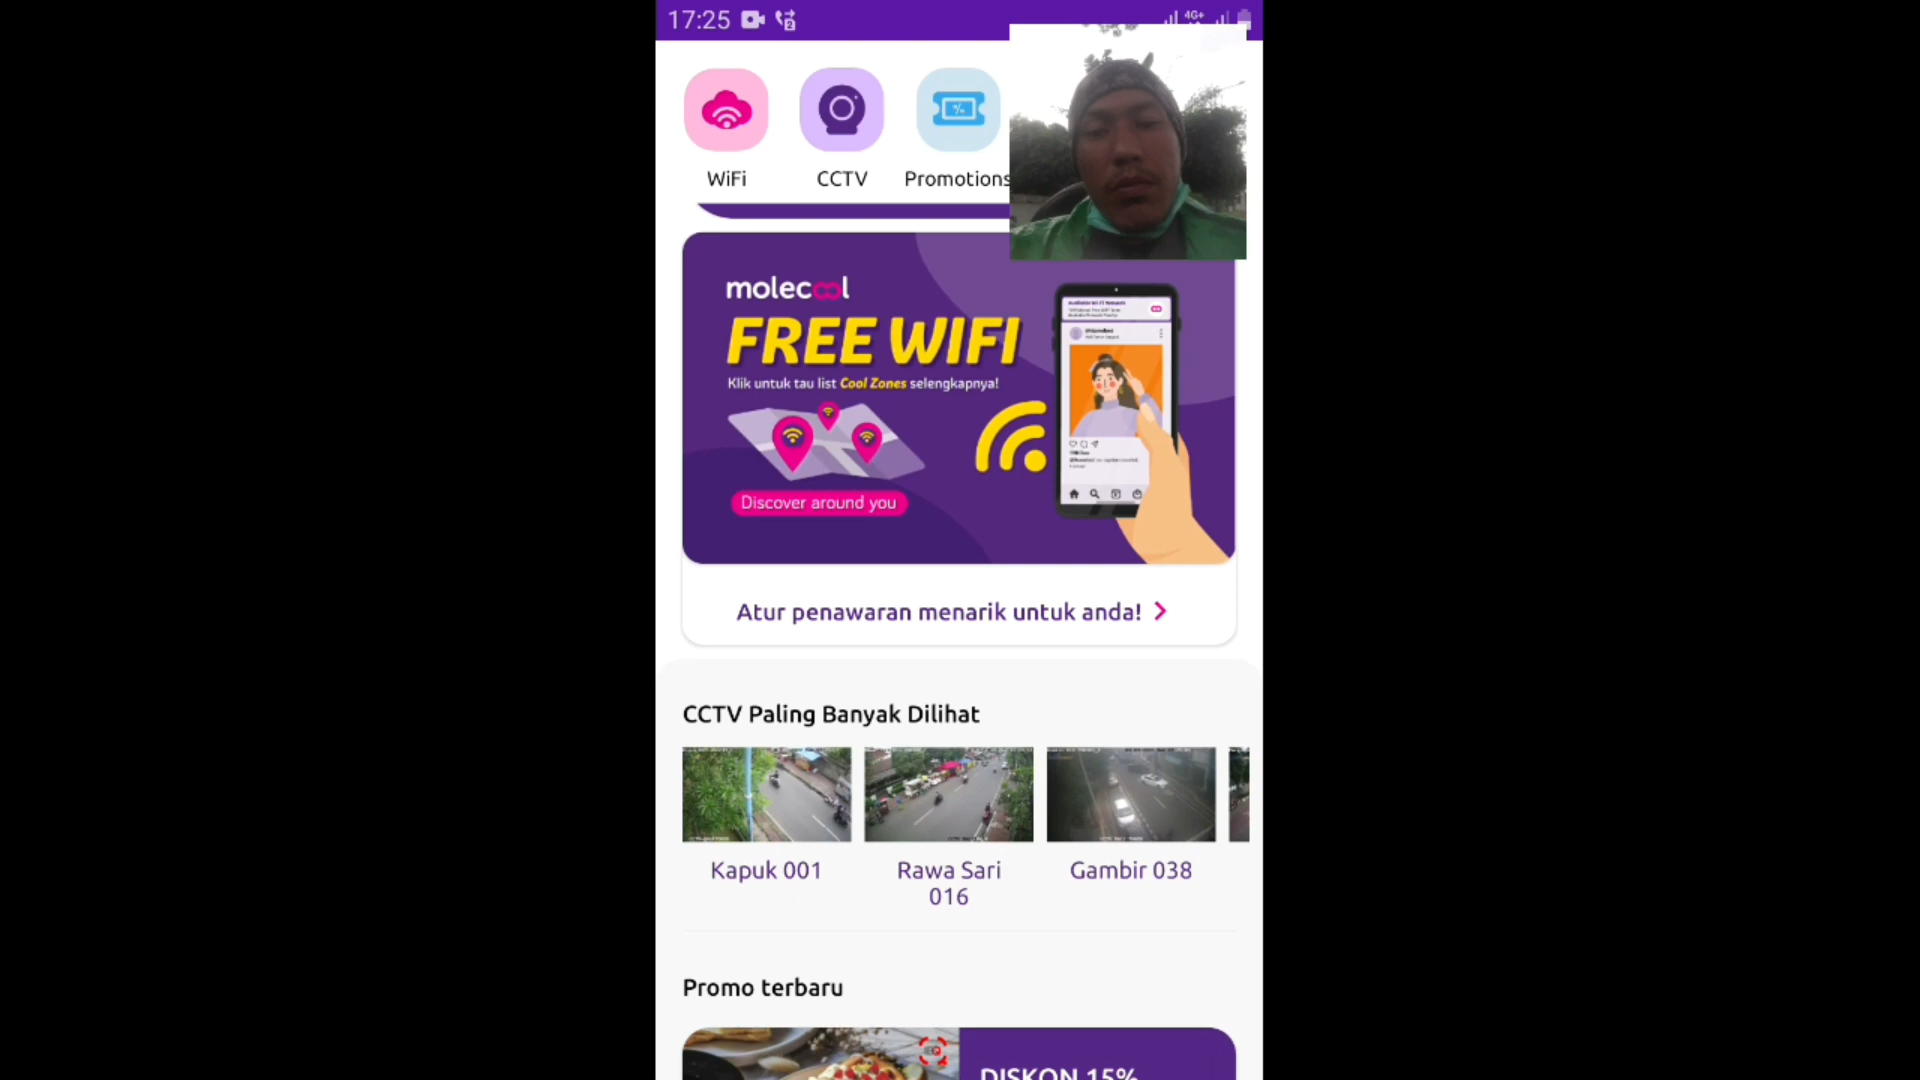 17:25
4G+
WiFi
CCTV
Promotions
molecool
FREE WIFI
Klik untuk tau list Cool Zones selengkapnya!
Discover around you
Atur penawaran menarik untuk anda!
CCTV Paling Banyak Dilihat
Kapuk 001
Rawa Sari
016
Gambir 038
Promo terbaru
DISKON 15%